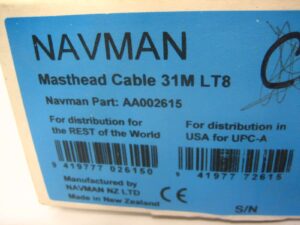 NAVMAN
Masthead Cable 31M LT8
Navman Part: AA002615
For distribution for
the REST of the World
9 419777 026150
For distribution in
USA for UPC-A
9 41977 72615
Manufactured by
NAVMAN NZ LTD
Made in New Zealand
CE
S/N